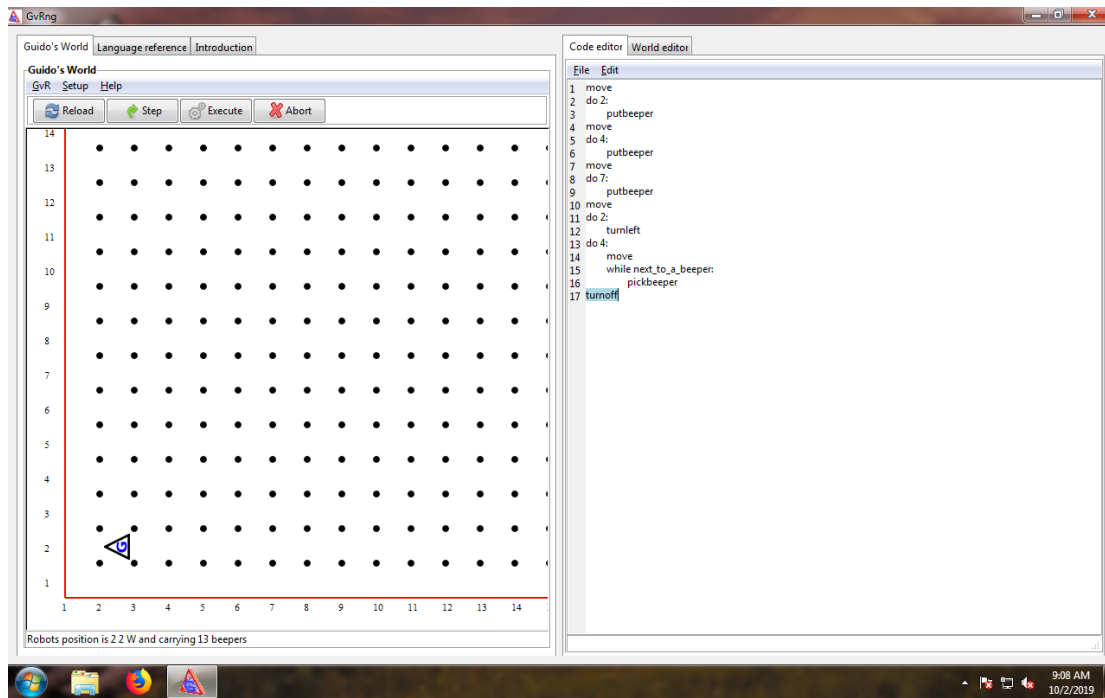 GvRng
Guido's World Language reference Introduction
Guido's World
GvR Setup Help
Reload Step Execute Abort
14
13
12
11
10
9
8
7
6
5
4
3
2
G
1
1 2 3 4 5 6 7 8 9 10 11 12 13 14
Robots position is 2 2 W and carrying 13 beepers
Code editor World editor
File Edit
1 move
2 do 2:
3 putbeeper
4 move
5 do 4:
6 putbeeper
7 move
8 do 7:
9 putbeeper
10 move
11 do 2:
12 turnleft
13 do 4:
14 move
15 while next_to_a_beeper:
16 pickbeeper
17 turnoff
9:08 AM
10/2/2019